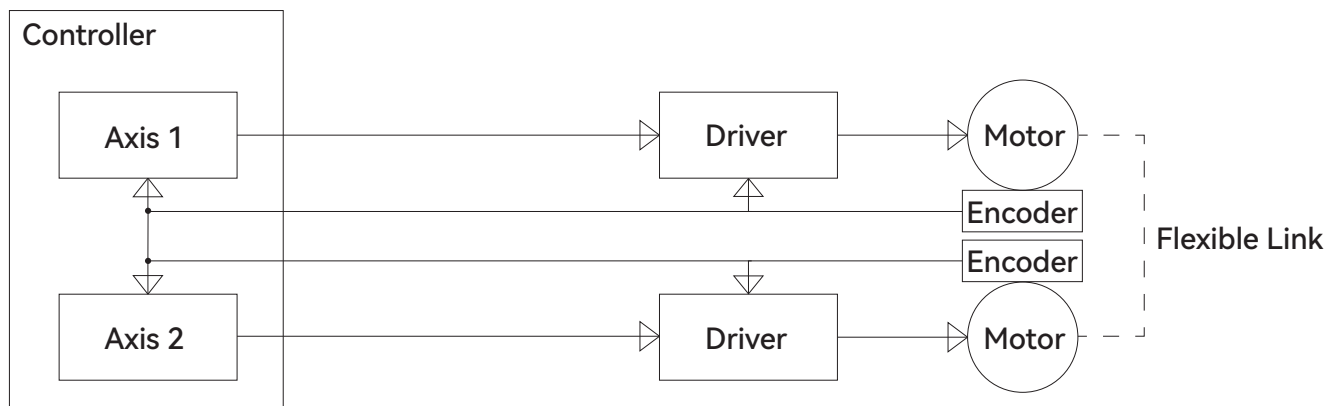 Controller
Axis 1
Driver
Motor
Encoder
Flexible Link
Encoder
Axis 2
Driver
Motor